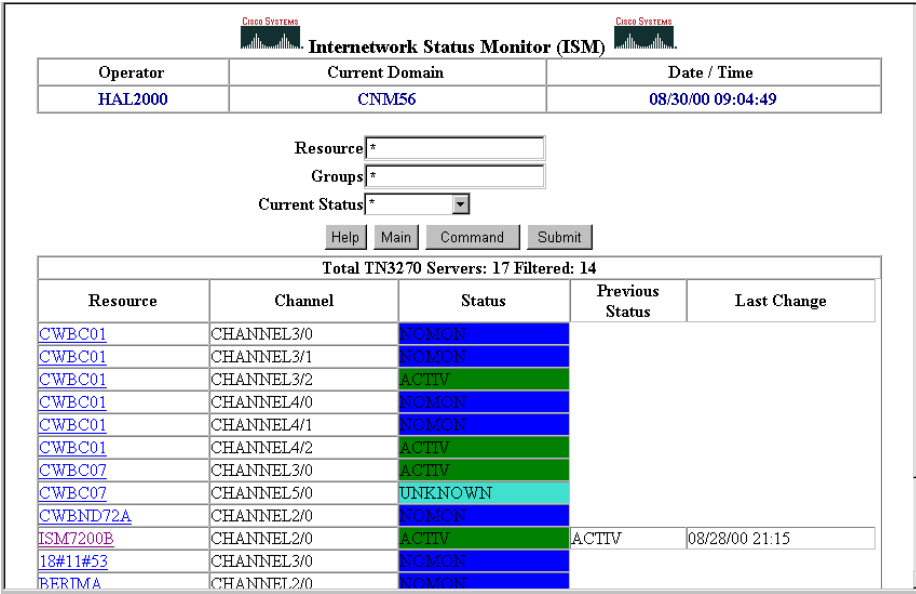 CISCO SYSTEMS CISCO SYSTEMS
Internetwork Status Monitor (ISM)
Operator Current Domain Date / Time
HAL2000 CNM56 08/30/00 09:04:49
Resource *
Groups *
Current Status *
Help Main Command Submit
Total TN3270 Servers: 17 Filtered: 14
Resource Channel Status Previous Status Last Change
CWBC01 CHANNEL3/0 NOMON
CWBC01 CHANNEL3/1 NOMON
CWBC01 CHANNEL3/2 ACTIV
CWBC01 CHANNEL4/0 NOMON
CWBC01 CHANNEL4/1 NOMON
CWBC01 CHANNEL4/2 ACTIV
CWBC07 CHANNEL3/0 ACTIV
CWBC07 CHANNEL5/0 UNKNOWN
CWBND72A CHANNEL2/0 NOMON
ISM7200B CHANNEL2/0 ACTIV ACTIV 08/28/00 21:15
18#11#53 CHANNEL3/0 NOMON
BERIMA CHANNEL2/0 NOMON